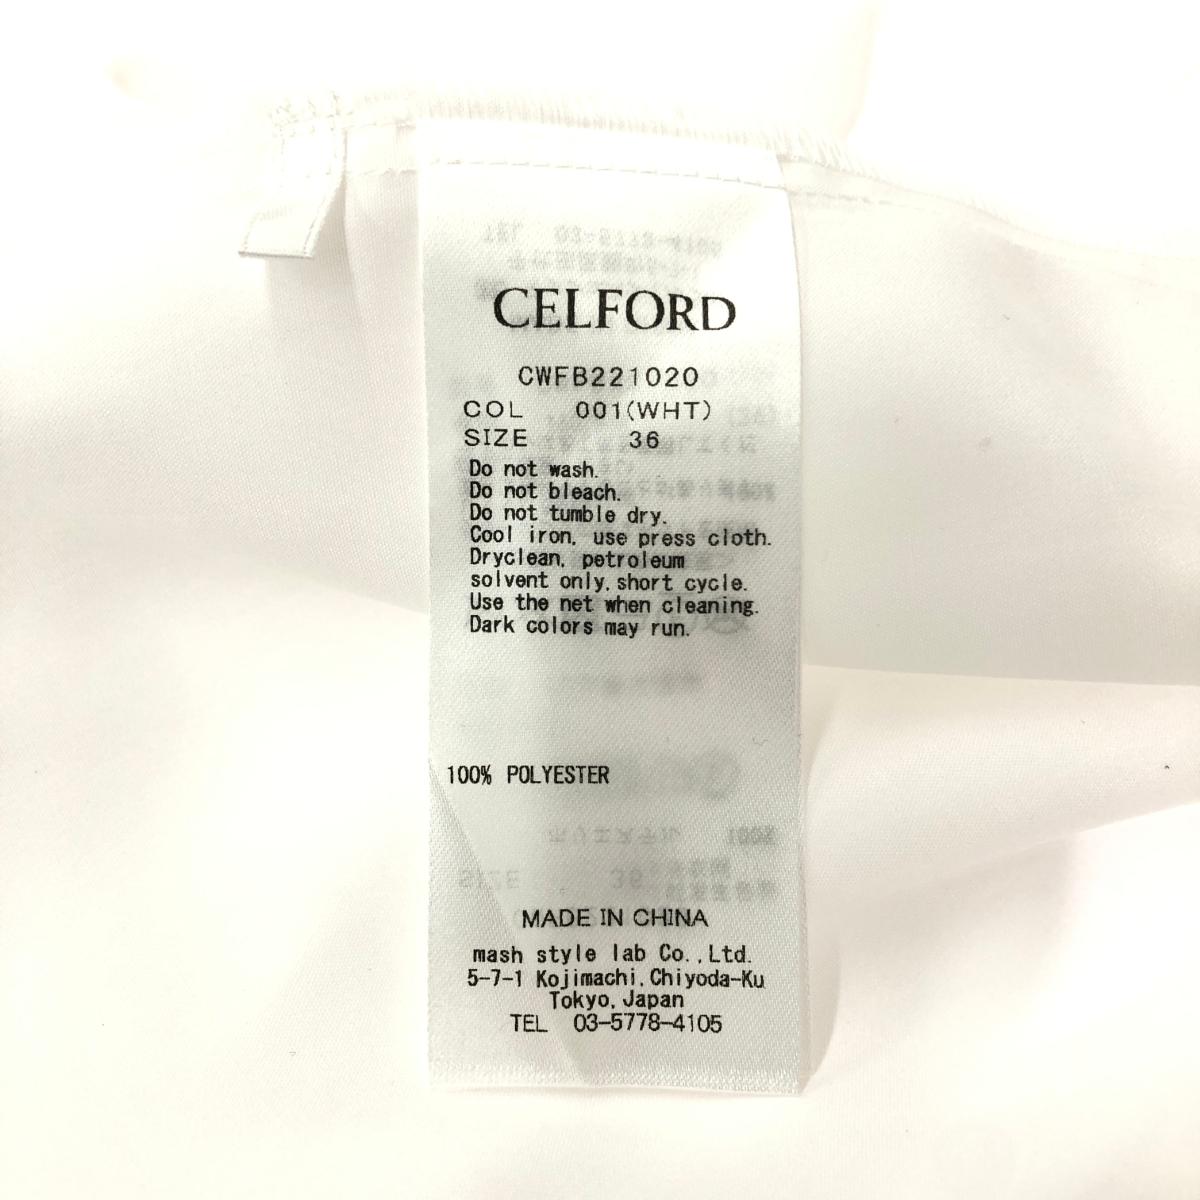 CELFORD
CWFB221020
COL 001(WHT)
SIZE 36
Do not wash.
Do not bleach.
Do not tumble dry.
Cool iron, use press cloth.
Dryclean, petroleum
solvent only, short cycle.
Use the net when cleaning.
Dark colors may run.
100% POLYESTER
MADE IN CHINA
mash style lab Co.,Ltd.
5-7-1 Kojimachi, Chiyoda-Ku
Tokyo, Japan
TEL 03-5778-4105